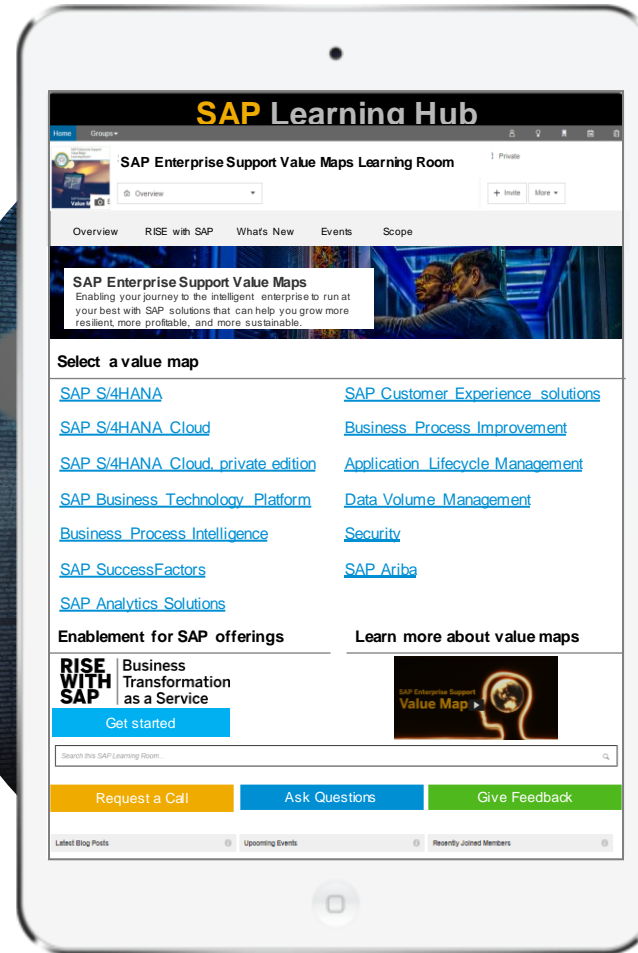 SAP Learning Hub
Home Groups
SAP Enterprise Support Value Maps Learning Room
Private
Overview
+ Invite More
Overview RISE with SAP What's New Events Scope
SAP Enterprise Support Value Maps
Enabling your journey to the intelligent enterprise to run at
your best with SAP solutions that can help you grow more
resilient, more profitable, and more sustainable.
Select a value map
SAP S/4HANA
SAP S/4HANA Cloud
SAP S/4HANA Cloud, private edition
SAP Business Technology Platform
Business Process Intelligence
SAP SuccessFactors
SAP Analytics Solutions
SAP Customer Experience solutions
Business Process Improvement
Application Lifecycle Management
Data Volume Management
Security
SAP Ariba
Enablement for SAP offerings
RISE
WITH
SAP
Business
Transformation
as a Service
Get started
Learn more about value maps
SAP Enterprise Support
Value Map
Search this SAP Learning Room...
Request a Call Ask Questions Give Feedback
Latest Blog Posts Upcoming Events Recently Joined Members